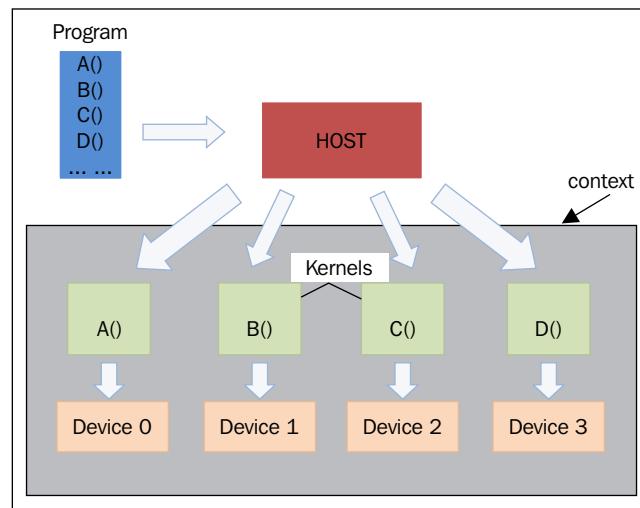 Program
A()
B()
C()
D()
... ...
HOST
context
Kernels
A()
B()
C()
D()
Device 0
Device 1
Device 2
Device 3